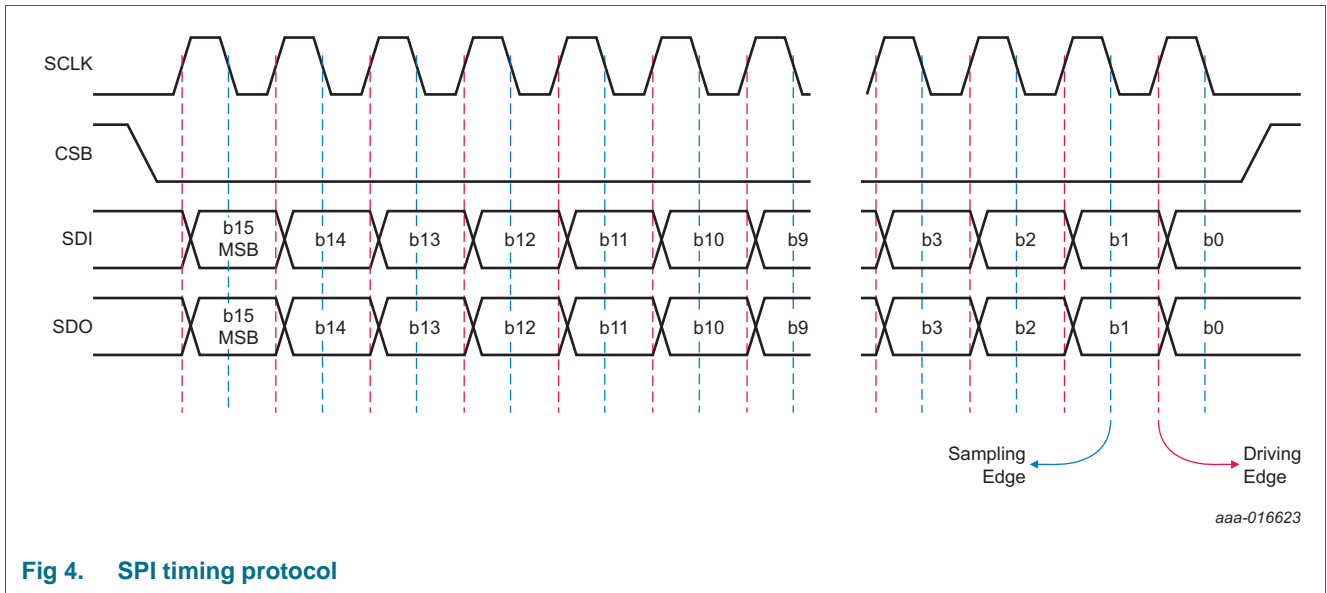 SCLK
CSB
SDI
b15
MSB
b14
b13
b12
b11
b10
b9
b3
b2
b1
b0
SDO
b15
MSB
b14
b13
b12
b11
b10
b9
b3
b2
b1
b0
Sampling
Edge
Driving
Edge
aaa-016623
Fig 4. SPI timing protocol